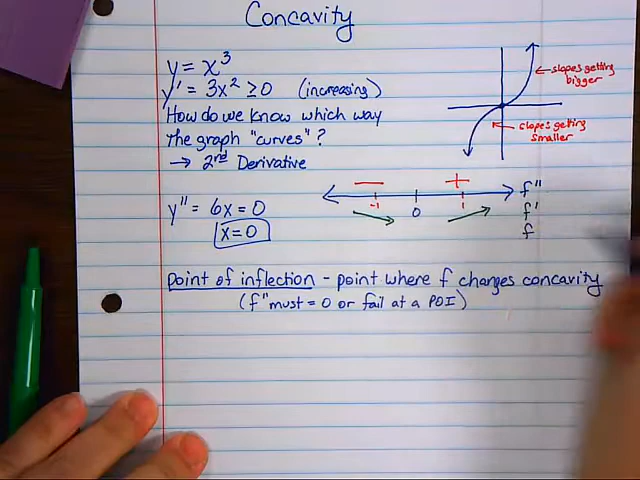 Concavity
y = x³
y' = 3x² ≥ 0 (increasing)
slopes getting
bigger
How do we know which way
the graph "curves"?
slopes getting
smaller
→ 2nd Derivative
− + f"
-1 0 1 f'
f
y" = 6x = 0
x = 0
point of inflection - point where f changes concavity
(f" must = 0 or fail at a POI)